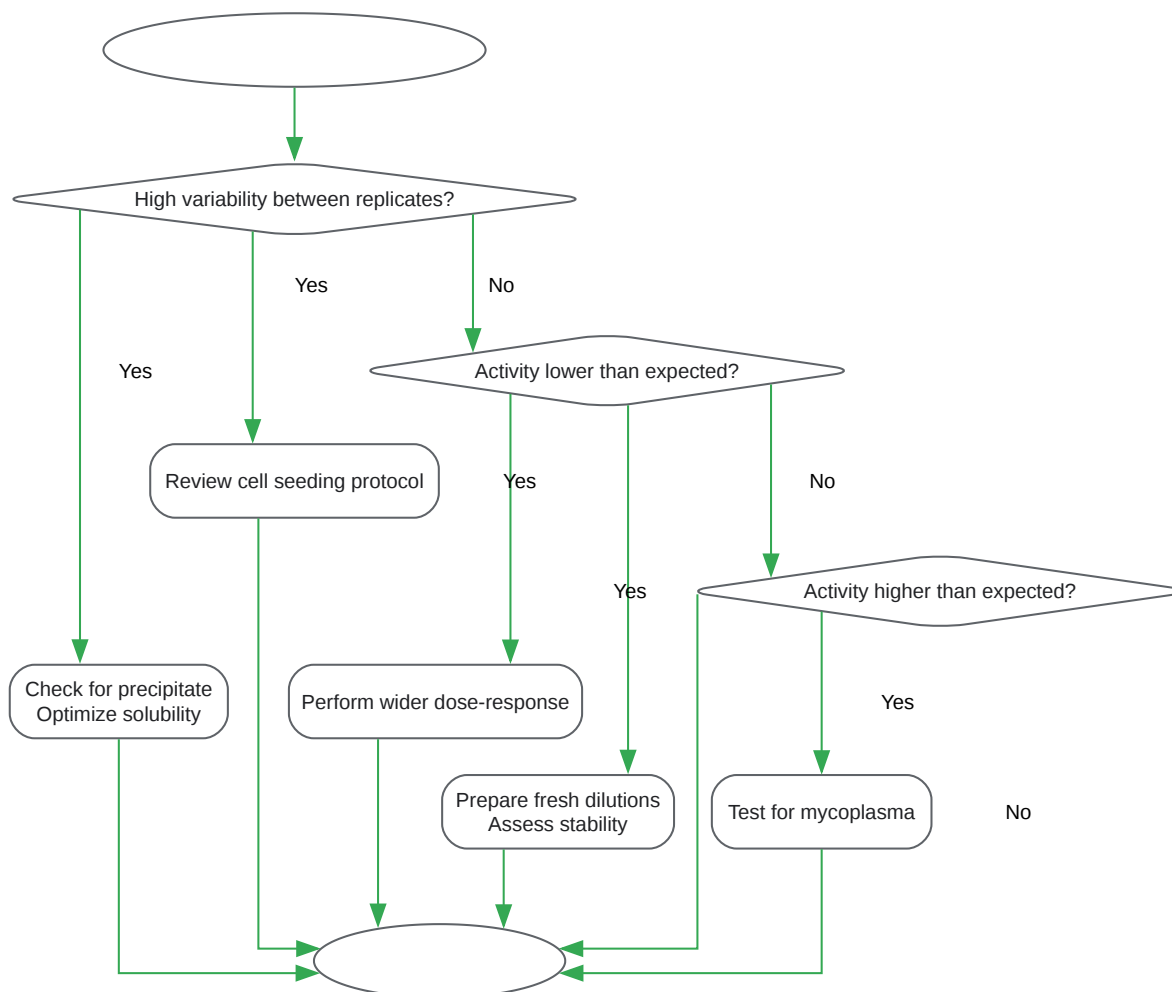 High variability between replicates?
Yes
No
Yes
Activity lower than expected?
Review cell seeding protocol
Yes
No
Yes
Activity higher than expected?
Check for precipitate
Optimize solubility
Perform wider dose-response
Yes
Prepare fresh dilutions
Assess stability
Test for mycoplasma
No